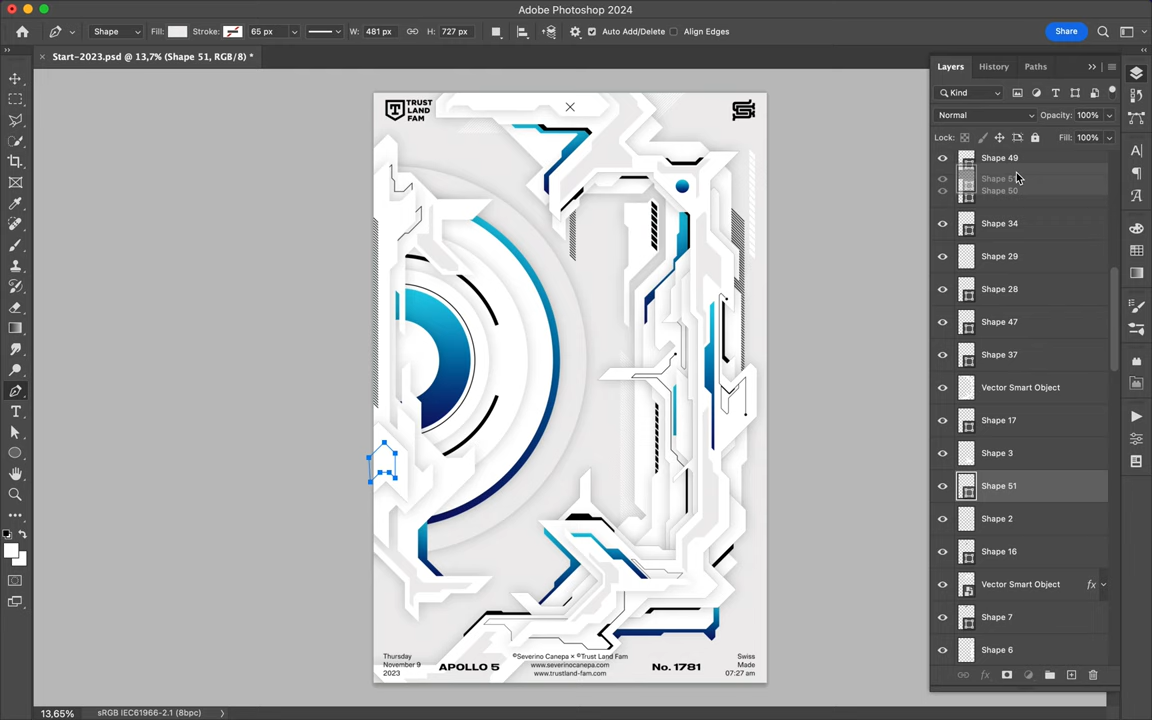 Adobe Photoshop 2024
Shape
Fill:
Stroke:
65 px
W: 481 px
H: 727 px
Auto Add/Delete
Align Edges
Share
Start-2023.psd @ 13,7% (Shape 51, RGB/8) *
Layers
History
Paths
Kind
Normal
Opacity: 100%
Lock:
Fill: 100%
Shape 49
Shape 50
Shape 34
Shape 29
Shape 28
Shape 47
Shape 37
Vector Smart Object
Shape 17
Shape 3
Shape 51
Shape 2
Shape 16
Vector Smart Object
fx
Shape 7
Shape 6
fx
TRUST
LAND
FAM
Thursday
November 9
2023
APOLLO 5
©Severino Canepa × ©Trust Land Fam
www.severinocanepa.com
www.trustland-fam.com
No. 1781
Swiss
Made
07:27 am
13,65%
sRGB IEC61966-2.1 (8bpc)